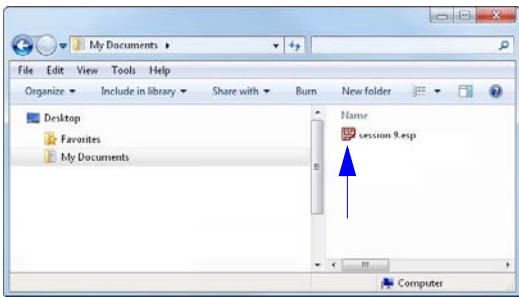 My Documents
File Edit View Tools Help
Organize Include in library Share with Burn New folder
Desktop
Favorites
My Documents
Name
session 9.esp
Computer